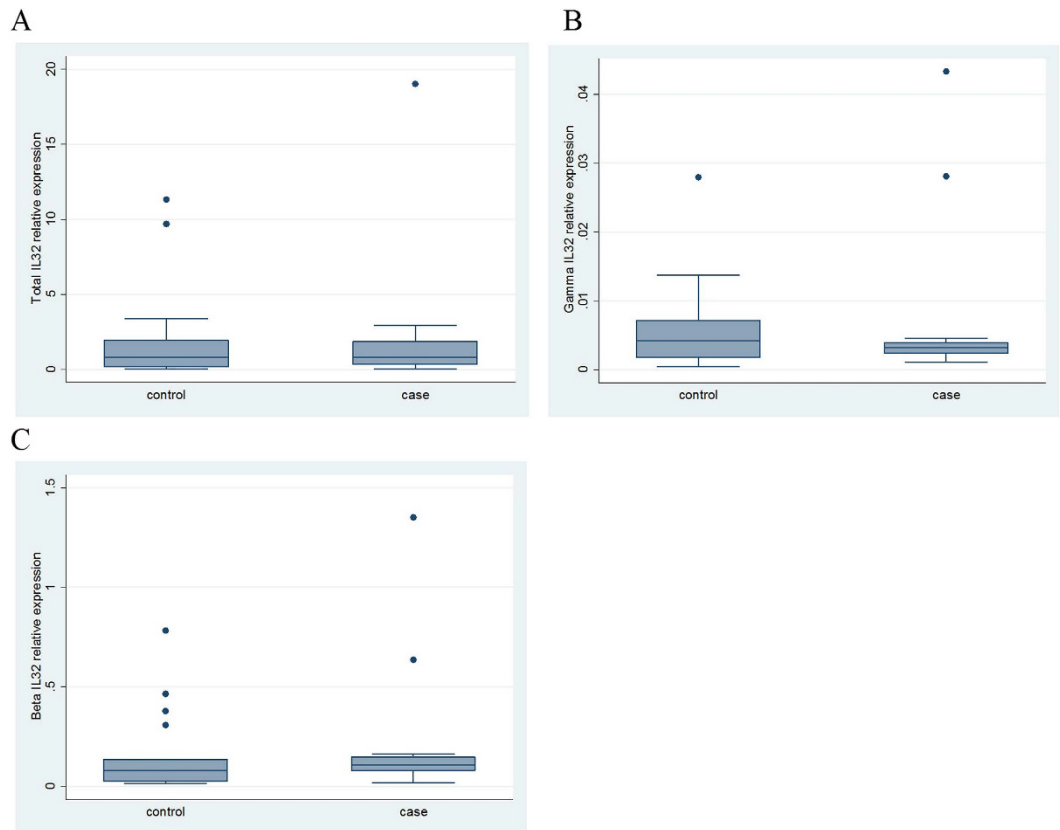 A
Total IL32 relative expression
20
15
10
5
0
control case
B
Gamma IL32 relative expression
.04
.03
.02
.01
0
control case
C
Beta IL32 relative expression
1.5
1
.5
0
control case